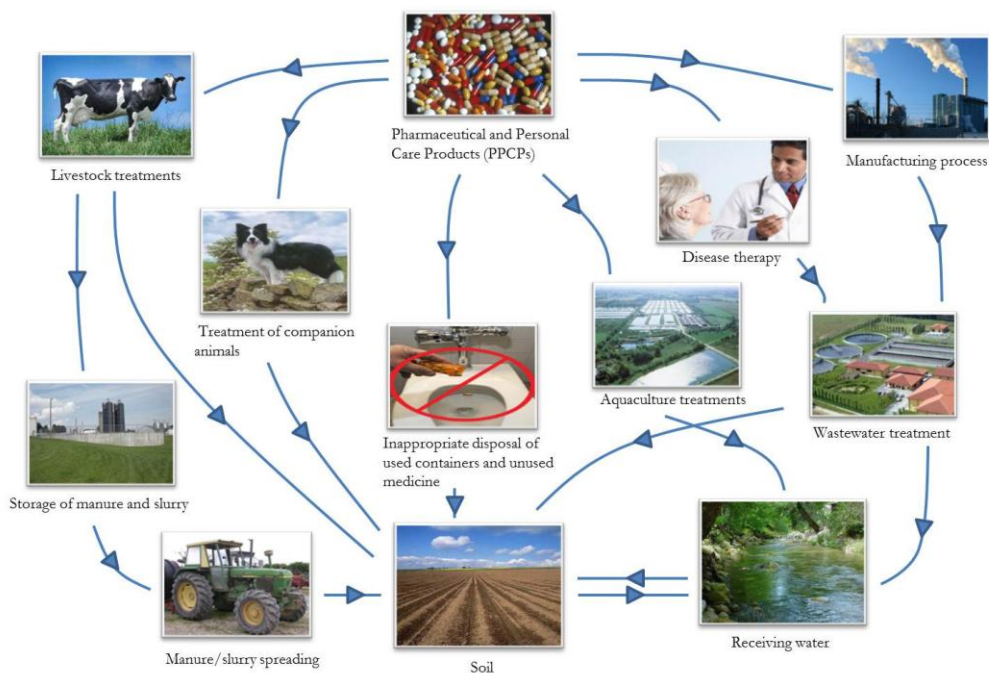 Pharmaceutical and Personal
Care Products (PPCPs)
Manufacturing process
Livestock treatments
Disease therapy
Treatment of companion
animals
Aquaculture treatments
Wastewater treatment
Inappropriate disposal of
used containers and unused
medicine
Storage of manure and slurry
Receiving water
Manure/slurry spreading
Soil